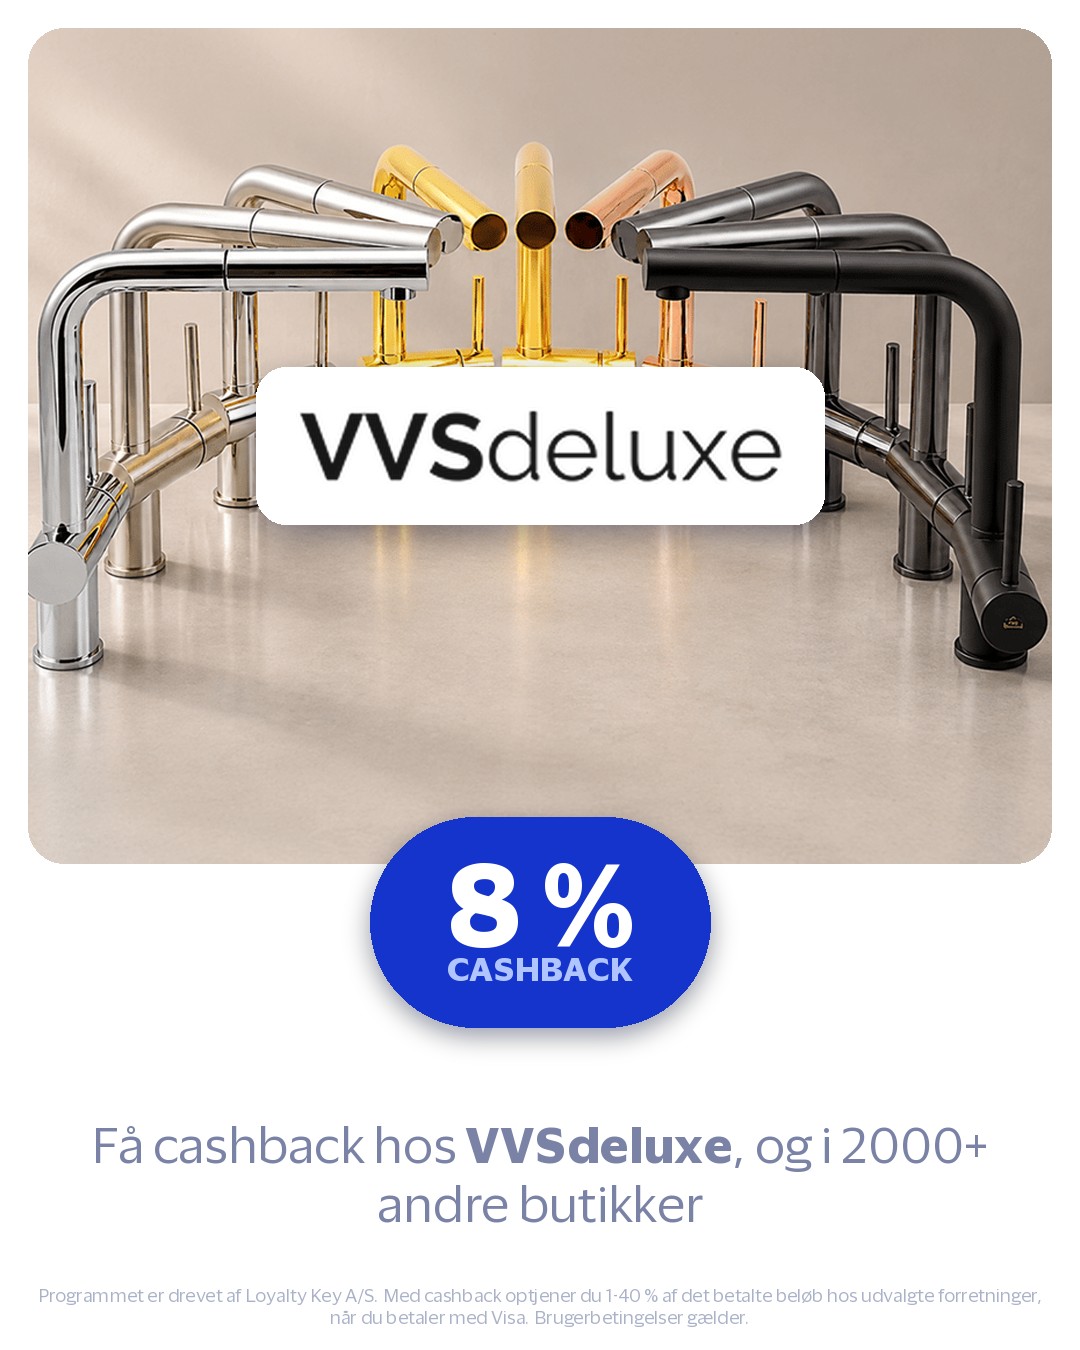 VVSdeluxe
8 %
CASHBACK
Få cashback hos VVSdeluxe, og i 2000+
andre butikker
Programmet er drevet af Loyalty Key A/S. Med cashback optjener du 1-40 % af det betalte beløb hos udvalgte forretninger,
når du betaler med Visa. Brugerbetingelser gælder.